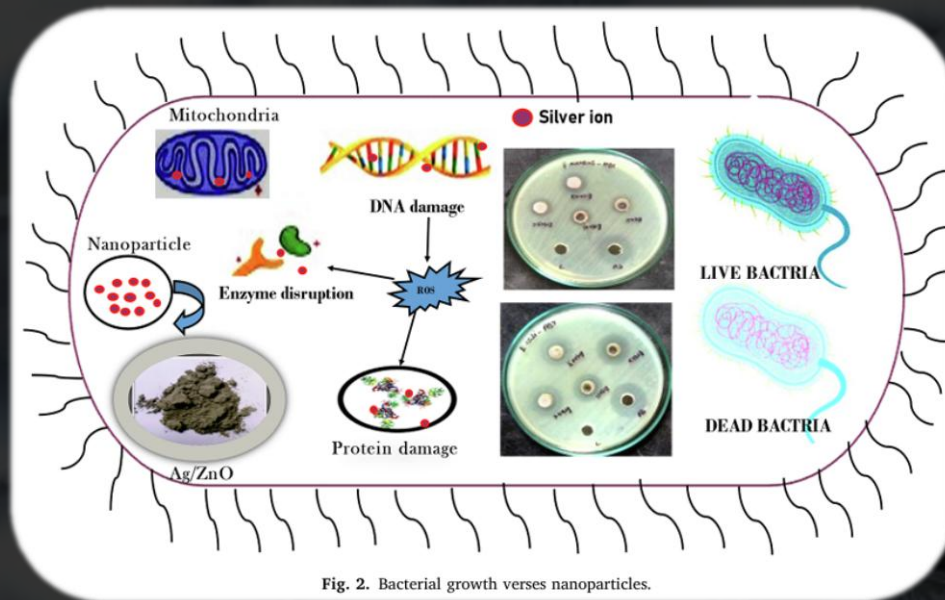 Mitochondria
Silver ion
DNA damage
Nanoparticle
Enzyme disruption
ROS
LIVE BACTRIA
Protein damage
DEAD BACTRIA
Ag/ZnO
Fig. 2. Bacterial growth verses nanoparticles.